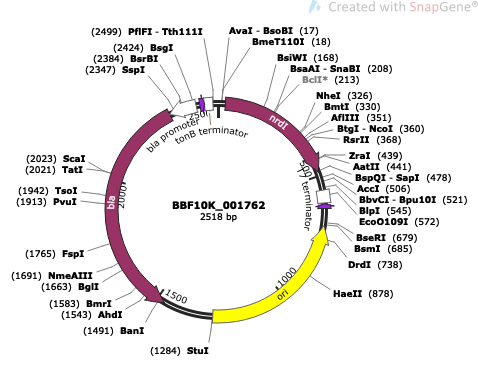 Created with SnapGene®
(2499) PflFI - Tth111I
(2424) BsgI
(2384) BsrBI
(2347) SspI
AvaI - BsoBI (17)
BmeT110I (18)
BsiWI (168)
BsaAI - SnaBI (208)
BclI* (213)
NheI (326)
BmtI (330)
AflIII (351)
BtgI - NcoI (360)
RsrII (368)
ZraI (439)
AatII (441)
BspQI - SapI (478)
AccI (506)
BbvCI - Bpu10I (521)
BlpI (545)
EcoO109I (572)
BseRI (679)
BsmI (685)
DrdI (738)
HaeII (878)
(2023) ScaI
(2021) TatI
(1942) TsoI
(1913) PvuI
(1765) FspI
(1691) NmeAIII
(1663) BglI
(1583) BmrI
(1543) AhdI
(1491) BanI
(1284) StuI
bla promoter
tonB terminator
nrdI
500
T7 terminator
bla
2000
BBF10K_001762
2518 bp
1000
ori
1500